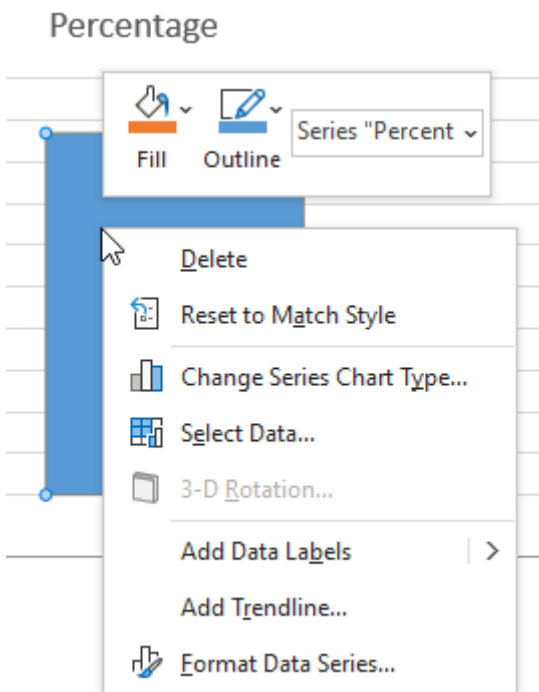 Percentage
Fill Outline Series "Percent
Delete
Reset to Match Style
Change Series Chart Type...
Select Data...
3-D Rotation...
Add Data Labels
Add Trendline...
Format Data Series...